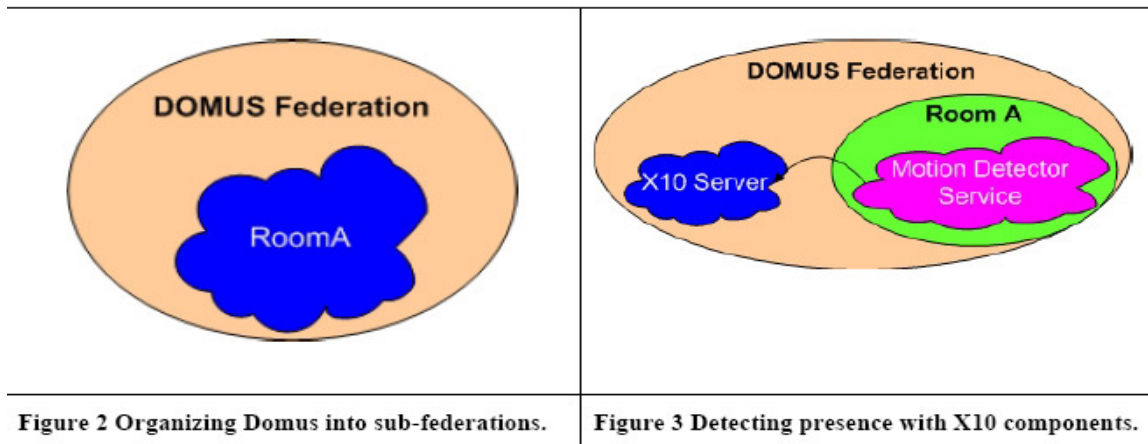 DOMUS Federation
RoomA
Figure 2 Organizing Domus into sub-federations.
DOMUS Federation
Room A
X10 Server
Motion Detector
Service
Figure 3 Detecting presence with X10 components.